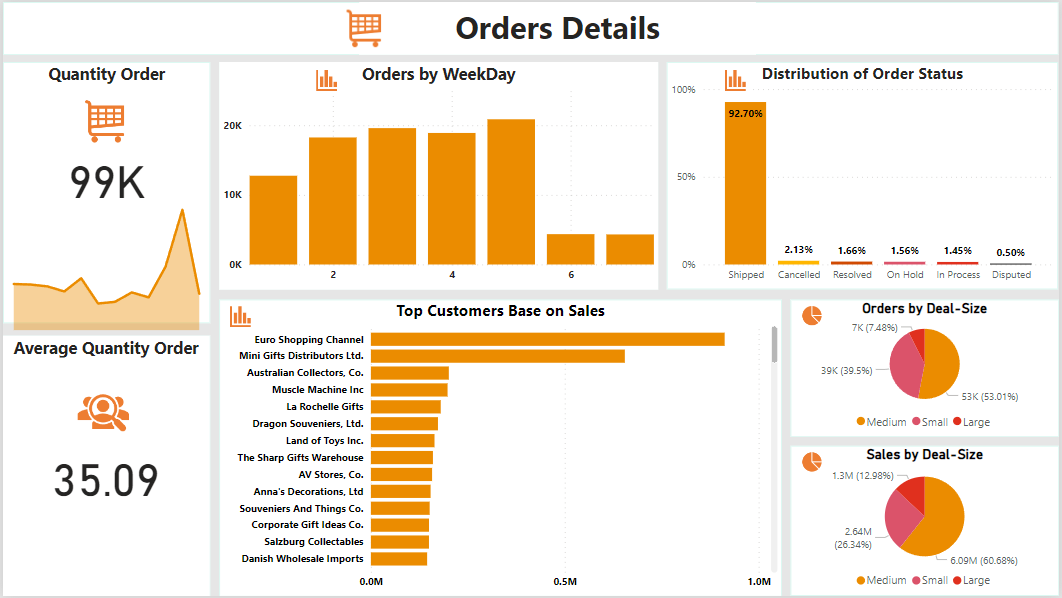 Orders Details
Quantity Order
99K
Average Quantity Order
35.09
Orders by WeekDay
20K
10K
0K
2 4 6
Distribution of Order Status
100%
50%
0%
92.70%
2.13%
1.66%
1.56%
1.45%
0.50%
Shipped Cancelled Resolved On Hold In Process Disputed
Top Customers Base on Sales
Euro Shopping Channel
Mini Gifts Distributors Ltd.
Australian Collectors, Co.
Muscle Machine Inc
La Rochelle Gifts
Dragon Souveniers, Ltd.
Land of Toys Inc.
The Sharp Gifts Warehouse
AV Stores, Co.
Anna's Decorations, Ltd
Souveniers And Things Co.
Corporate Gift Ideas Co.
Salzburg Collectables
Danish Wholesale Imports
0.0M 0.5M 1.0M
Orders by Deal-Size
7K (7.48%)
39K (39.5%)
53K (53.01%)
Medium Small Large
Sales by Deal-Size
1.3M (12.98%)
2.64M
(26.34%)
6.09M (60.68%)
Medium Small Large